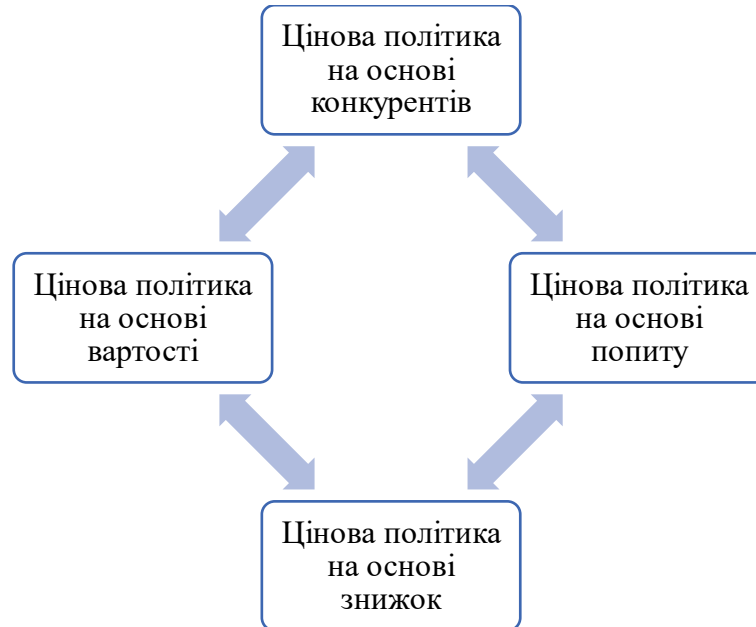 Цінова політика
на основі
конкурентів
Цінова політика
на основі
вартості
Цінова політика
на основі
попиту
Цінова політика
на основі
знижок